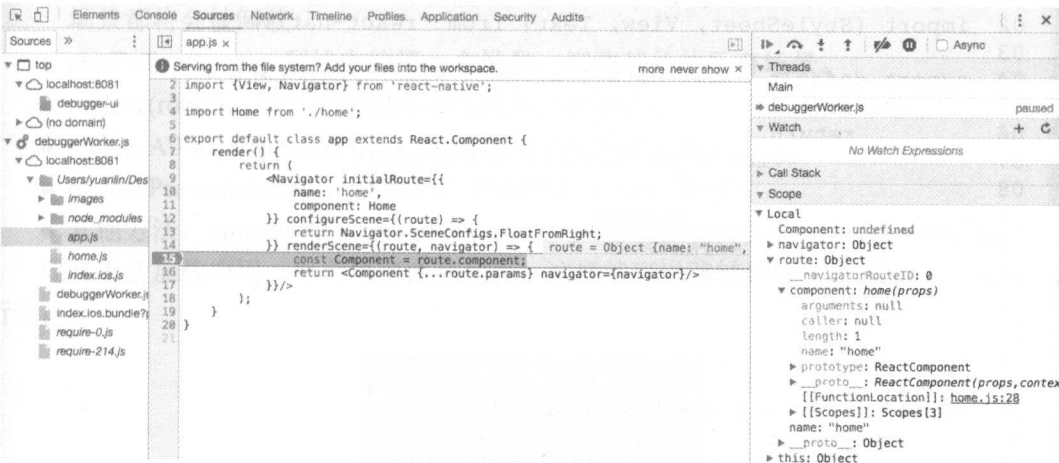 Elements Console Sources Network Timeline Profiles Application Security Audits
Sources »
app.js ×
Async
Serving from the file system? Add your files into the workspace. more never show ×
top
localhost:8081
debugger-ui
(no domain)
debuggerWorker.js
localhost:8081
Users/yuanlin/Des
images
node_modules
app.js
home.js
index.ios.js
debuggerWorker.js
index.ios.bundle?p
require-0.js
require-214.js
2 import {View, Navigator} from 'react-native';
3
4 import Home from './home';
5
6 export default class app extends React.Component {
7 render() {
8 return (
9 <Navigator initialRoute={{
10 name: 'home',
11 component: Home
12 }} configureScene={(route) => {
13 return Navigator.SceneConfigs.FloatFromRight;
14 }} renderScene={(route, navigator) => { route = Object {name: "home",
15 const Component = route.component;
16 return <Component {...route.params} navigator={navigator}/>
17 }}/>
18 );
19 }
20 }
21
Threads
Main
debuggerWorker.js paused
Watch
No Watch Expressions
Call Stack
Scope
Local
Component: undefined
navigator: Object
route: Object
__navigatorRouteID: 0
component: home(props)
arguments: null
caller: null
length: 1
name: "home"
prototype: ReactComponent
__proto__: ReactComponent(props,contex
[[FunctionLocation]]: home.js:28
[[Scopes]]: Scopes[3]
name: "home"
__proto__: Object
this: Object